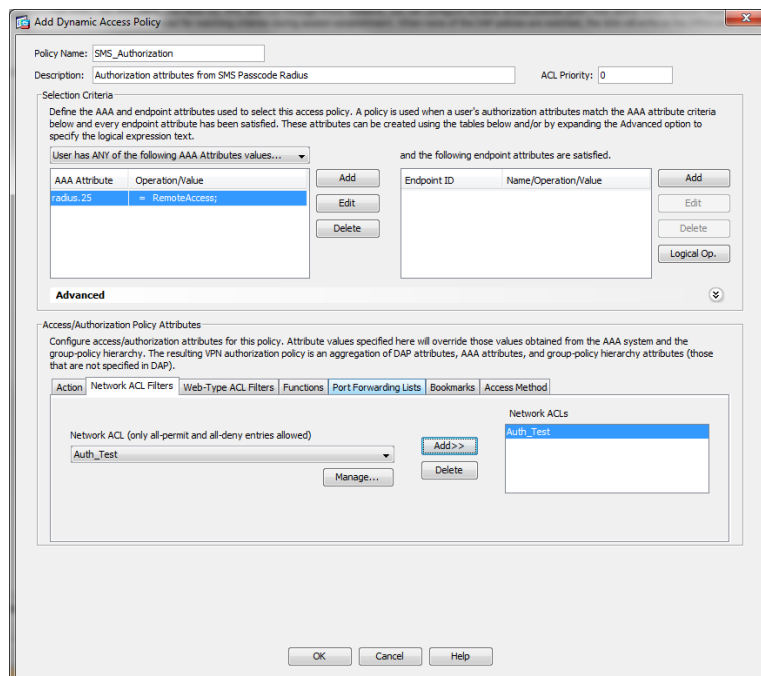 Add Dynamic Access Policy
Policy Name: SMS_Authorization
Description: Authorization attributes from SMS Passcode Radius ACL Priority: 0
Selection Criteria
Define the AAA and endpoint attributes used to select this access policy. A policy is used when a user's authorization attributes match the AAA attribute criteria
below and every endpoint attribute has been satisfied. These attributes can be created using the tables below and/or by expanding the Advanced option to
specify the logical expression text.
User has ANY of the following AAA Attributes values... and the following endpoint attributes are satisfied.
AAA Attribute Operation/Value Add Endpoint ID Name/Operation/Value Add
radius.25 = RemoteAccess; Edit Edit
Delete Delete
Logical Op.
Advanced
Access/Authorization Policy Attributes
Configure access/authorization attributes for this policy. Attribute values specified here will override those values obtained from the AAA system and the
group-policy hierarchy. The resulting VPN authorization policy is an aggregation of DAP attributes, AAA attributes, and group-policy hierarchy attributes (those
that are not specified in DAP).
Action Network ACL Filters Web-Type ACL Filters Functions Port Forwarding Lists Bookmarks Access Method
Network ACLs
Network ACL (only all-permit and all-deny entries allowed) Add>> Auth_Test
Auth_Test Delete
Manage...
OK Cancel Help